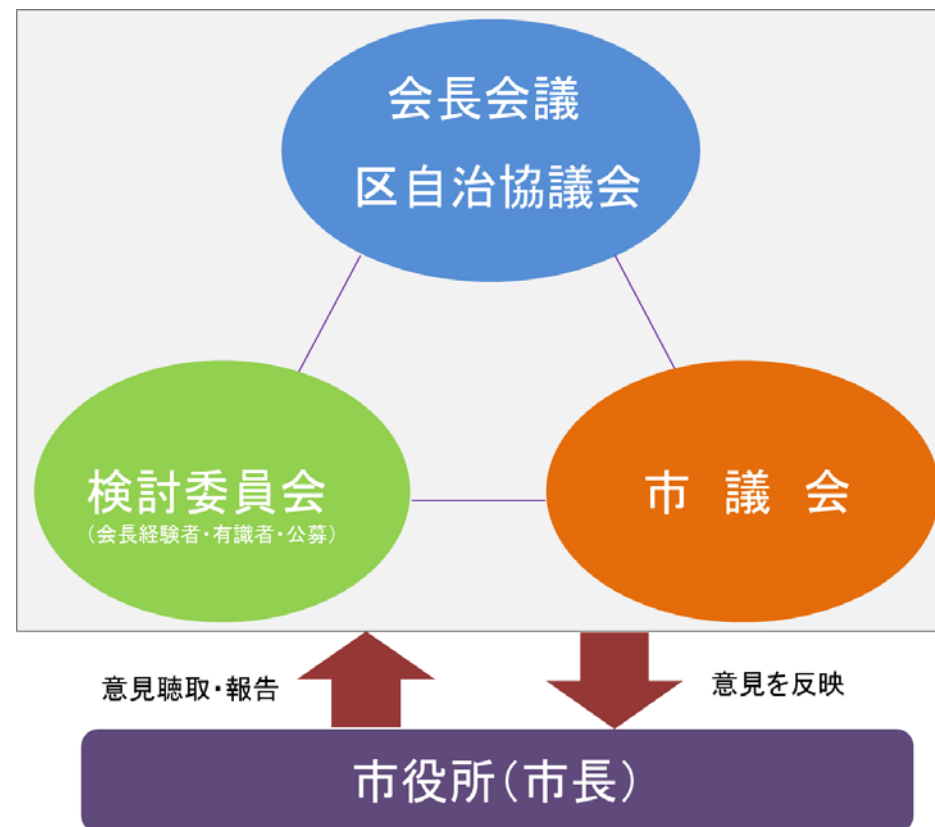 会長会議
区自治協議会
検討委員会
（会長経験者・有識者・公募）
市　議　会
意見聴取・報告
意見を反映
市役所（市長）